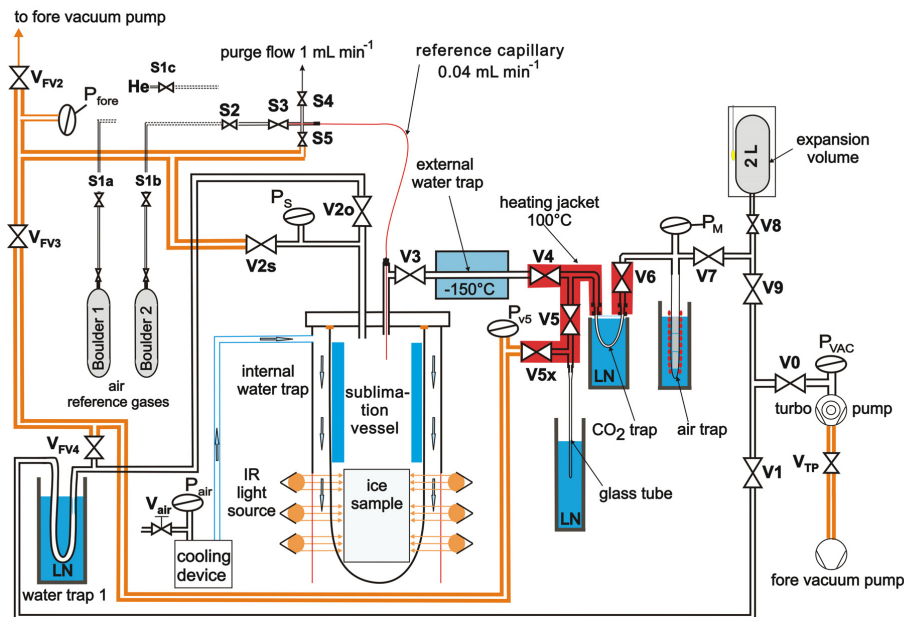 to fore vacuum pump
V_FV2
P_fore
He
S1c
purge flow 1 mL min⁻¹
reference capillary
0.04 mL min⁻¹
S4
S2
S3
S5
S1a
S1b
external
water trap
heating jacket
100°C
2 L
expansion
volume
P_S
V2o
P_M
V8
V_FV3
V2s
V3
-150°C
V4
V6
V7
V9
V5
Boulder 1
Boulder 2
P_v5
V5x
LN
P_VAC
V0
air
reference gases
internal
water trap
sublima-
tion
vessel
CO₂ trap
air trap
turbo
pump
V_FV4
V1
V_TP
P_air
V_air
IR
light
source
ice
sample
glass tube
LN
LN
cooling
device
water trap 1
fore vacuum pump